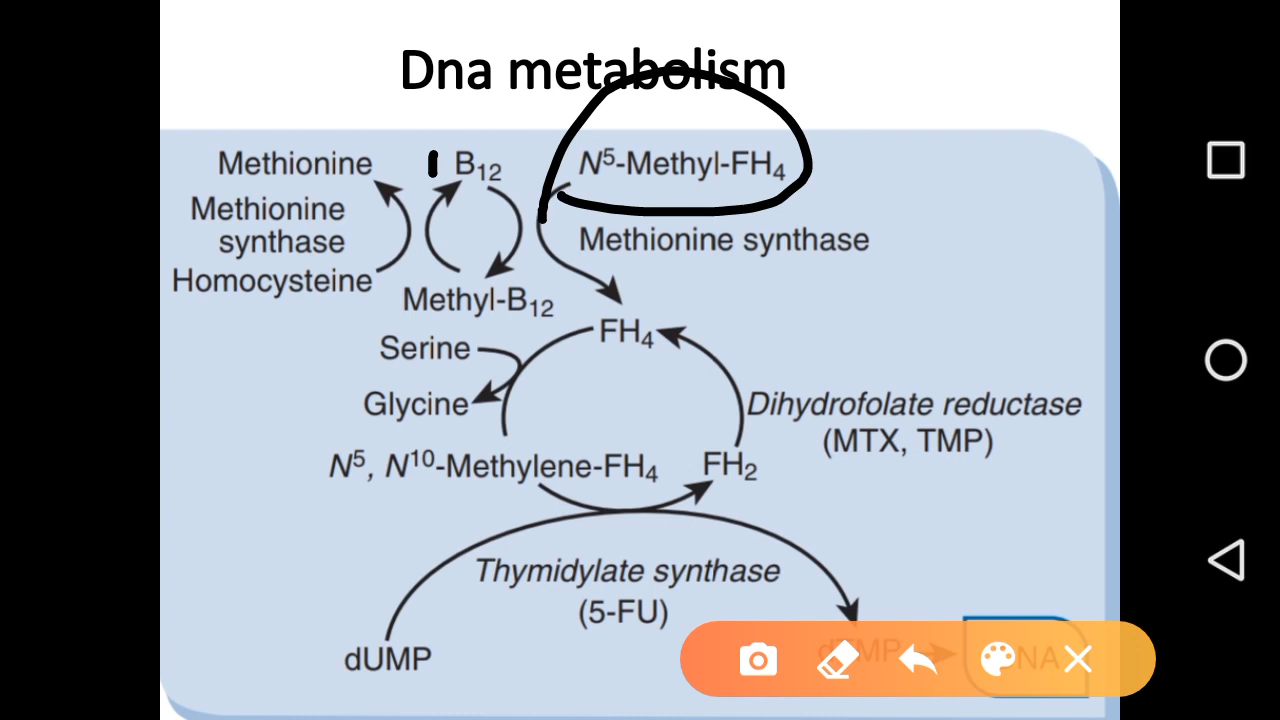 Dna metabolism
Methionine
B₁₂
N⁵-Methyl-FH₄
Methionine
synthase
Methionine synthase
Homocysteine
Methyl-B₁₂
Serine
FH₄
Glycine
Dihydrofolate reductase
(MTX, TMP)
N⁵, N¹⁰-Methylene-FH₄
FH₂
Thymidylate synthase
(5-FU)
dUMP
dTMP